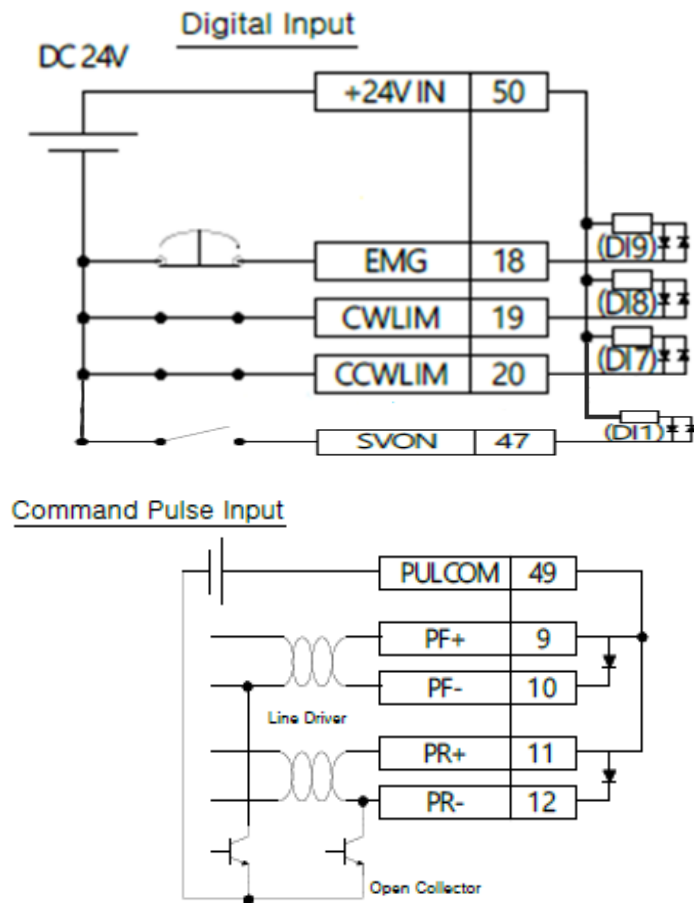 Digital Input
DC 24V
+24V IN 50
(DI9)
EMG 18
(DI8)
CWLIM 19
(DI7)
CCWLIM 20
(DI1)
SVON 47
Command Pulse Input
PULCOM 49
PF+ 9
PF- 10
Line Driver
PR+ 11
PR- 12
Open Collector